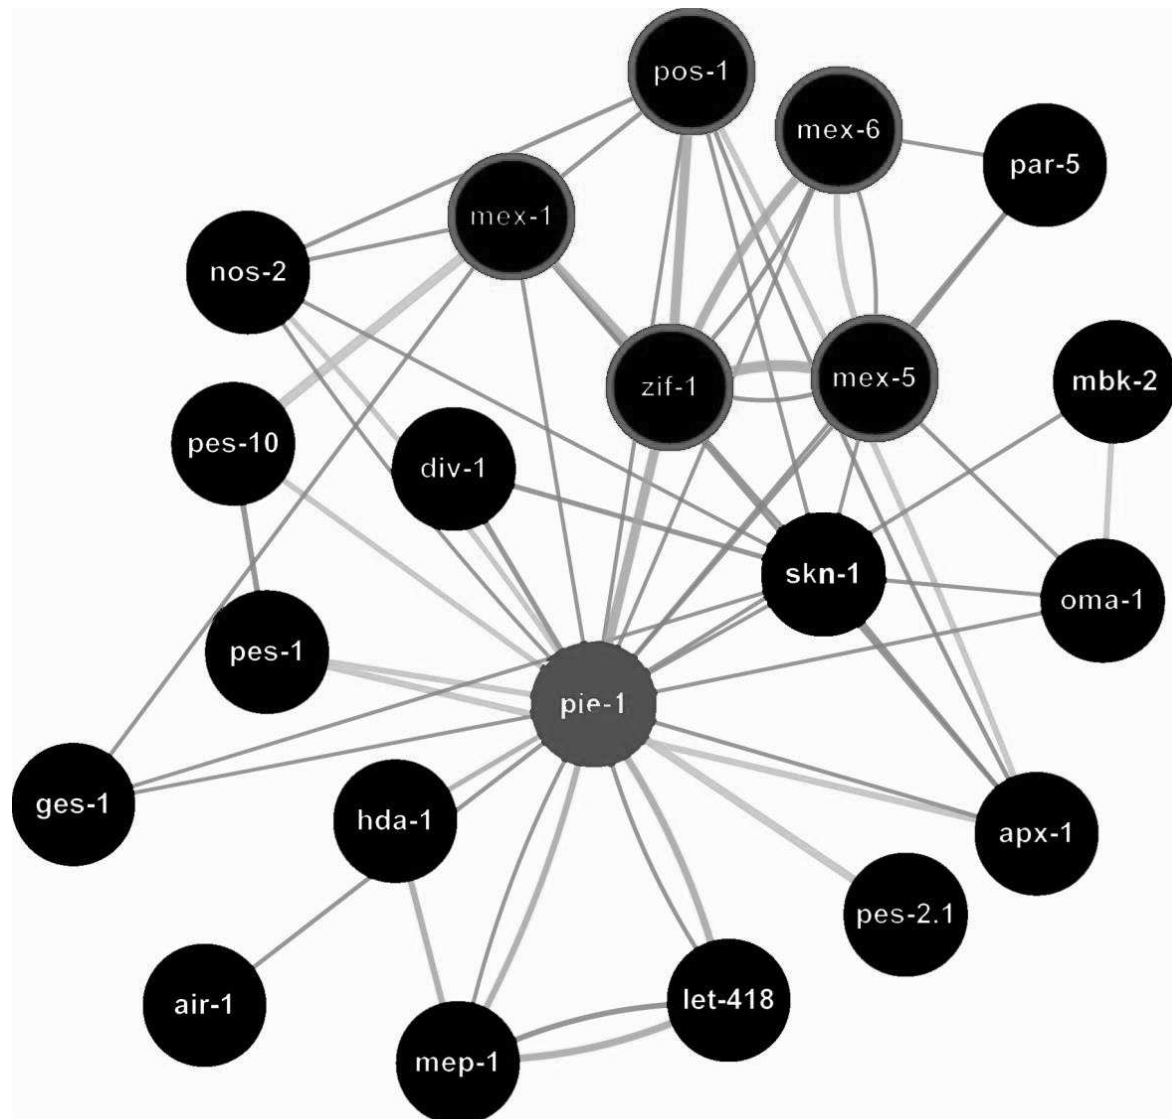 pos-1
mex-6
par-5
mex-1
nos-2
zif-1
mex-5
mbk-2
pes-10
div-1
skn-1
oma-1
pes-1
pie-1
ges-1
hda-1
apx-1
pes-2.1
air-1
let-418
mep-1